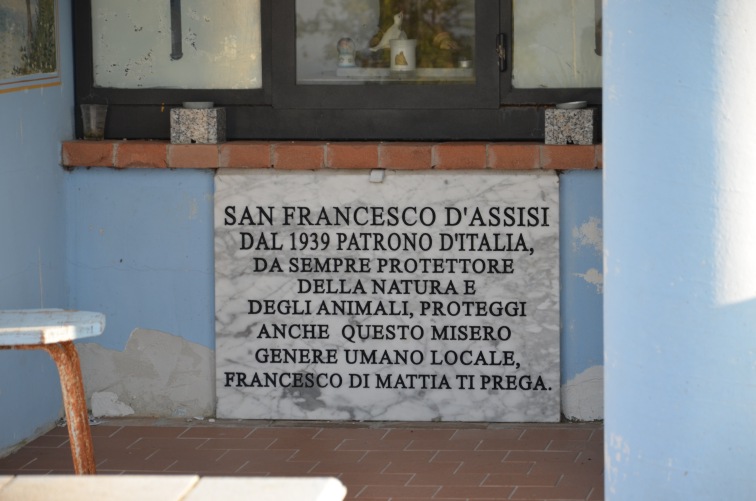 SAN FRANCESCO D'ASSISI
DAL 1939 PATRONO D'ITALIA,
DA SEMPRE PROTETTORE
DELLA NATURA E
DEGLI ANIMALI, PROTEGGI
ANCHE QUESTO MISERO
GENERE UMANO LOCALE,
FRANCESCO DI MATTIA TI PREGA.